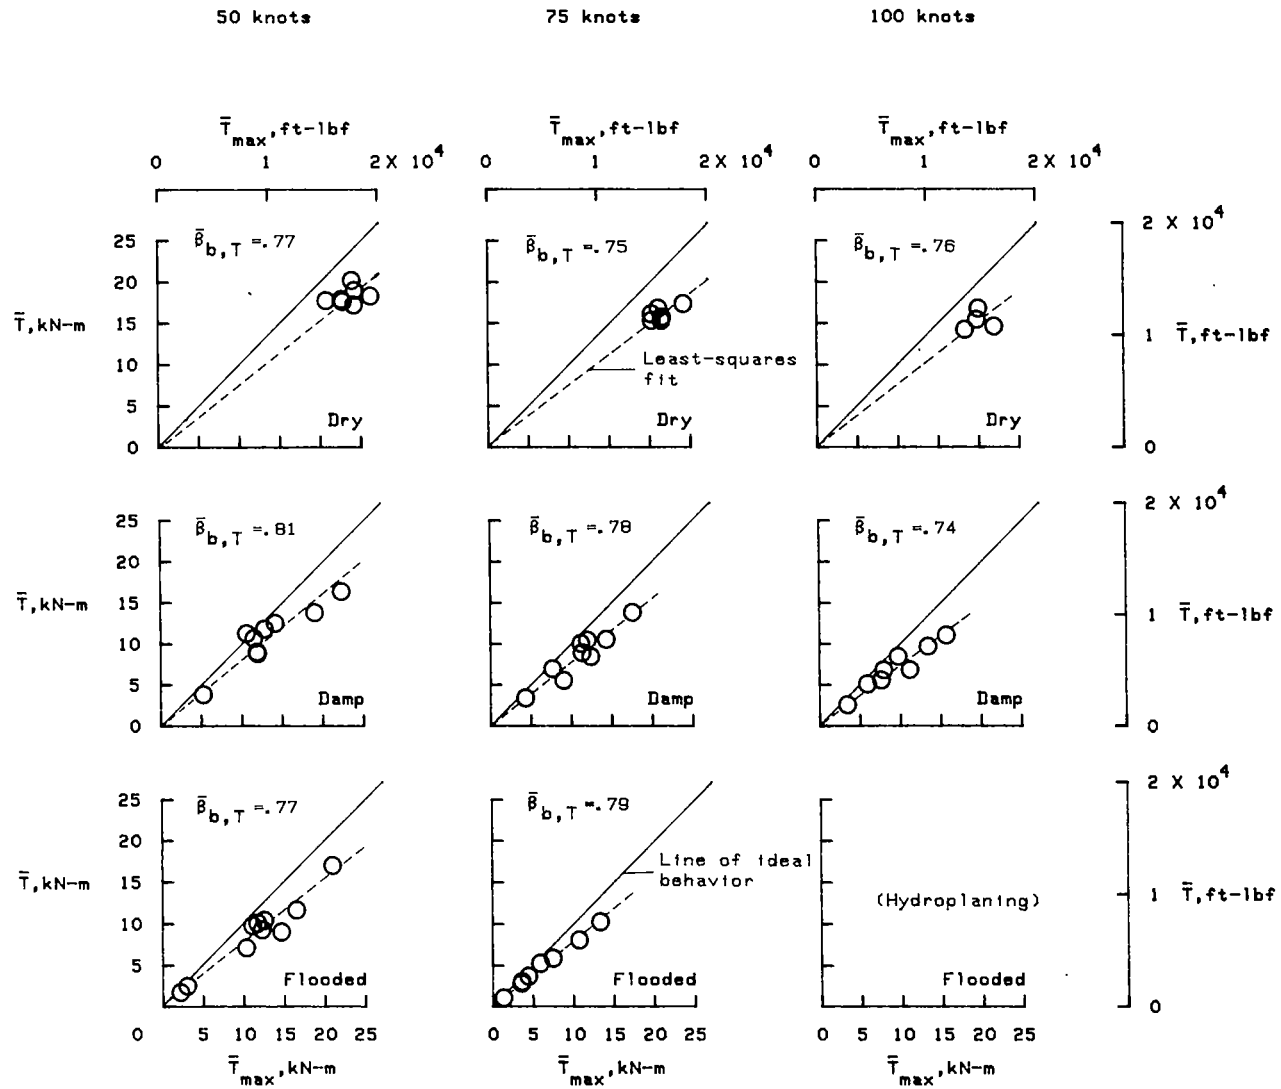 50 knots 75 knots 100 knots
T̿max, ft-lbf T̿max, ft-lbf T̿max, ft-lbf
0 1 2 X 10⁴ 0 1 2 X 10⁴ 0 1 2 X 10⁴
2 X 10⁴
25 β̄b,T =.77 β̄b,T =.75 β̄b,T =.76
20
T̿, kN-m 15 1 T̿, ft-lbf
10 Least-squares
fit
5 Dry Dry Dry
0 0
2 X 10⁴
25 β̄b,T =.81 β̄b,T =.78 β̄b,T =.74
20
T̿, kN-m 15 1 T̿, ft-lbf
10
5 Damp Damp Damp
0 0
2 X 10⁴
25 β̄b,T =.77 β̄b,T =.79
20
Line of ideal
T̿, kN-m 15 behavior 1 T̿, ft-lbf
(Hydroplaning)
10
5 Flooded Flooded Flooded
0
0 5 10 15 20 25 0 5 10 15 20 25 0 5 10 15 20 25
T̿max, kN-m T̿max, kN-m T̿max, kN-m